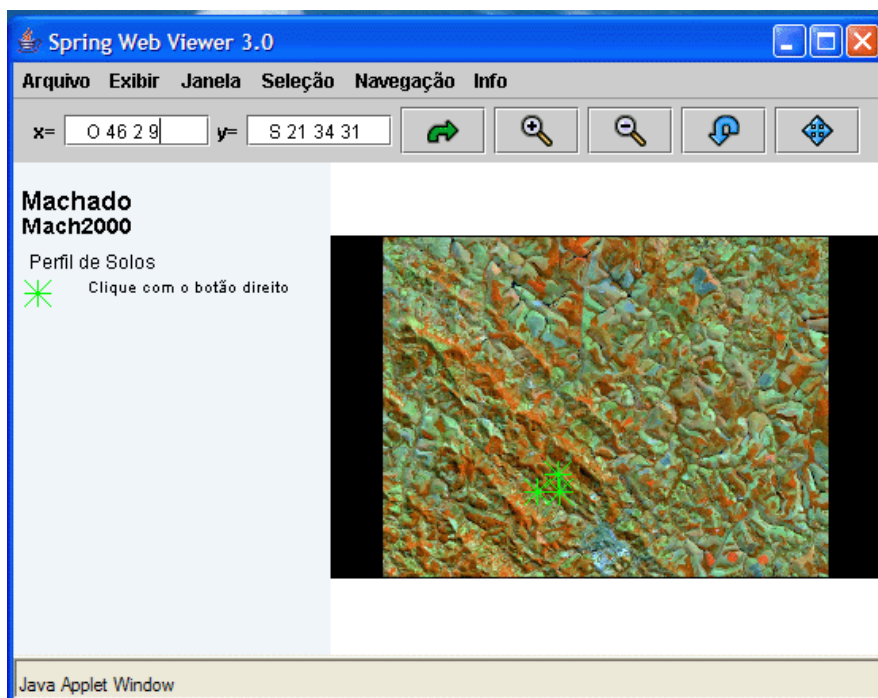 Spring Web Viewer 3.0
Arquivo Exibir Janela Seleção Navegação Info
x= O 46 2 9 y= S 21 34 31
Machado
Mach2000
Perfil de Solos
Clique com o botão direito
Java Applet Window